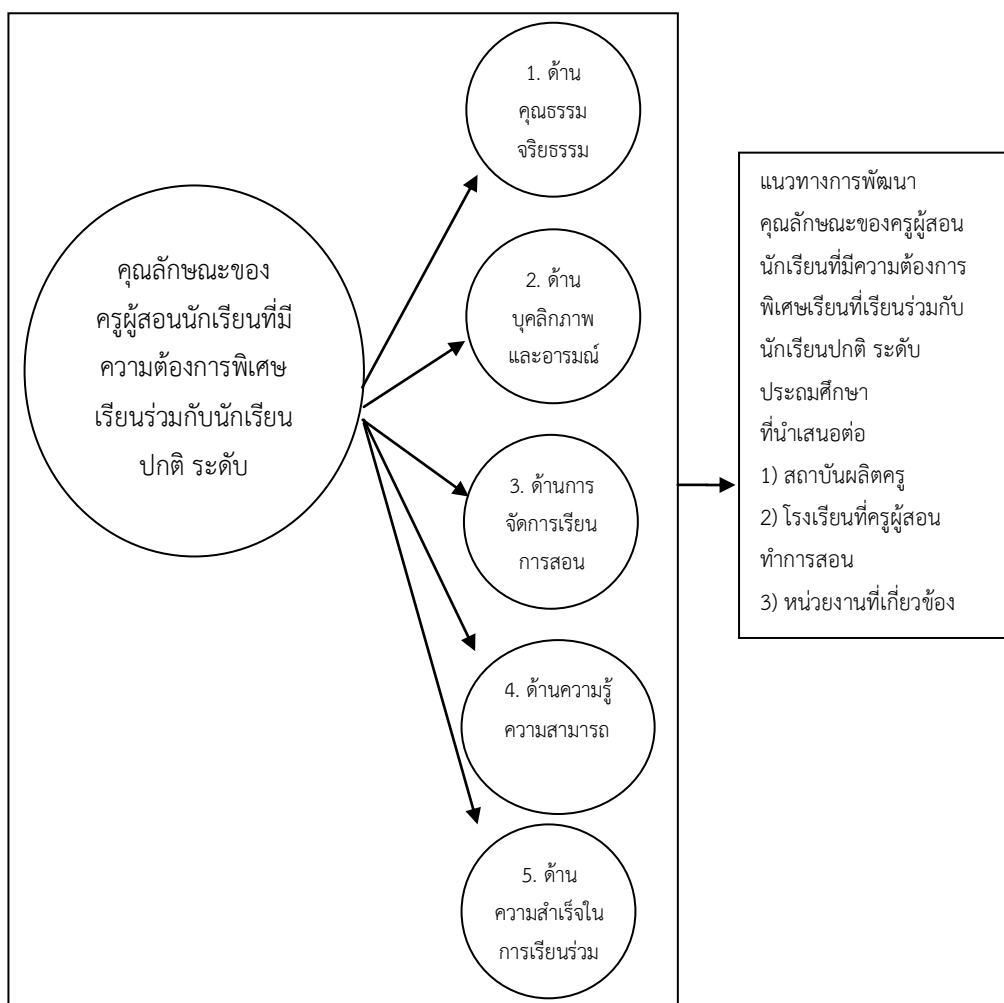 คุณลักษณะของ
ครูผู้สอนนักเรียนที่มี
ความต้องการพิเศษ
เรียนร่วมกับนักเรียน
ปกติ ระดับ
1. ด้าน
คุณธรรม
จริยธรรม
2. ด้าน
บุคลิกภาพ
และอารมณ์
3. ด้านการ
จัดการเรียน
การสอน
4. ด้านความรู้
ความสามารถ
5. ด้าน
ความสำเร็จใน
การเรียนร่วม
แนวทางการพัฒนา
คุณลักษณะของครูผู้สอน
นักเรียนที่มีความต้องการ
พิเศษเรียนที่เรียนร่วมกับ
นักเรียนปกติ ระดับ
ประถมศึกษา
ที่นำเสนอต่อ
1) สถาบันผลิตครู
2) โรงเรียนที่ครูผู้สอน
ทำการสอน
3) หน่วยงานที่เกี่ยวข้อง